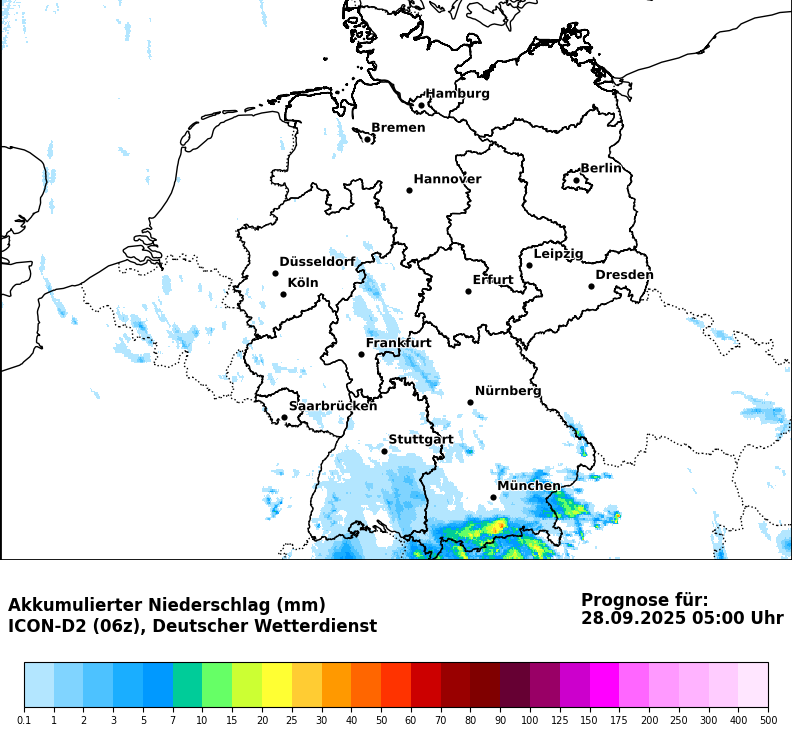 Hamburg
Bremen
Berlin
Hannover
Leipzig
Düsseldorf
Dresden
Köln
Erfurt
Frankfurt
Nürnberg
Saarbrücken
Stuttgart
München
Akkumulierter Niederschlag (mm)
ICON-D2 (06z), Deutscher Wetterdienst
Prognose für:
28.09.2025 05:00 Uhr
0.1 1 2 3 5 7 10 15 20 25 30 40 50 60 70 80 90 100 125 150 175 200 250 300 400 500